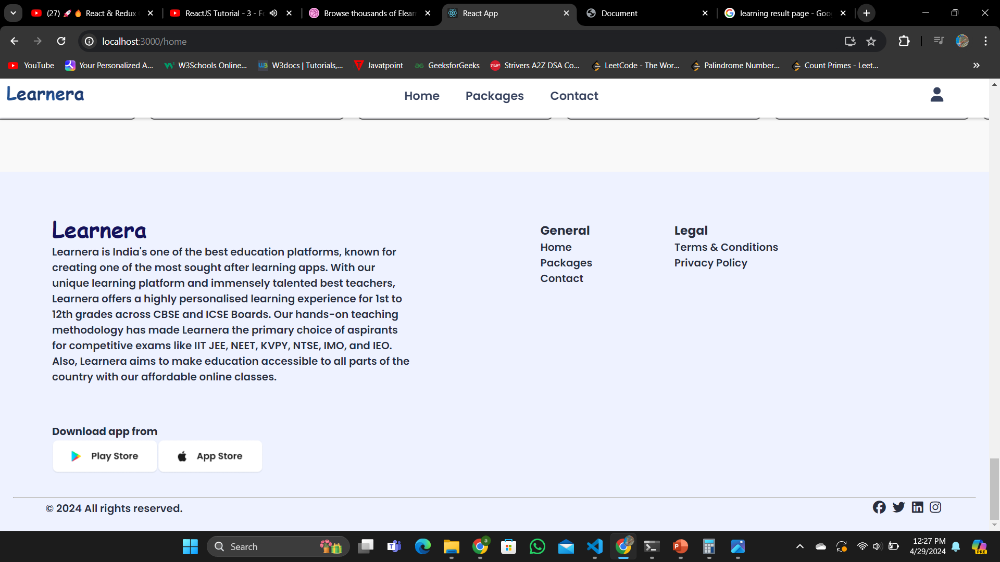 (27) 🚀 🔥 React & Redux
ReactJS Tutorial - 3 - Fo
Browse thousands of Elearn
React App
Document
learning result page - Goo
localhost:3000/home
YouTube
Your Personalized A...
W3Schools Online...
W3docs | Tutorials,...
Javatpoint
GeeksforGeeks
Strivers A2Z DSA Co...
LeetCode - The Wor...
Palindrome Number...
Count Primes - Leet...
Learnera
Home
Packages
Contact
Learnera
Learnera is India's one of the best education platforms, known for
creating one of the most sought after learning apps. With our
unique learning platform and immensely talented best teachers,
Learnera offers a highly personalised learning experience for 1st to
12th grades across CBSE and ICSE Boards. Our hands-on teaching
methodology has made Learnera the primary choice of aspirants
for competitive exams like IIT JEE, NEET, KVPY, NTSE, IMO, and IEO.
Also, Learnera aims to make education accessible to all parts of the
country with our affordable online classes.
General
Home
Packages
Contact
Legal
Terms & Conditions
Privacy Policy
Download app from
Play Store
App Store
© 2024 All rights reserved.
Search
12:27 PM
4/29/2024
PRE